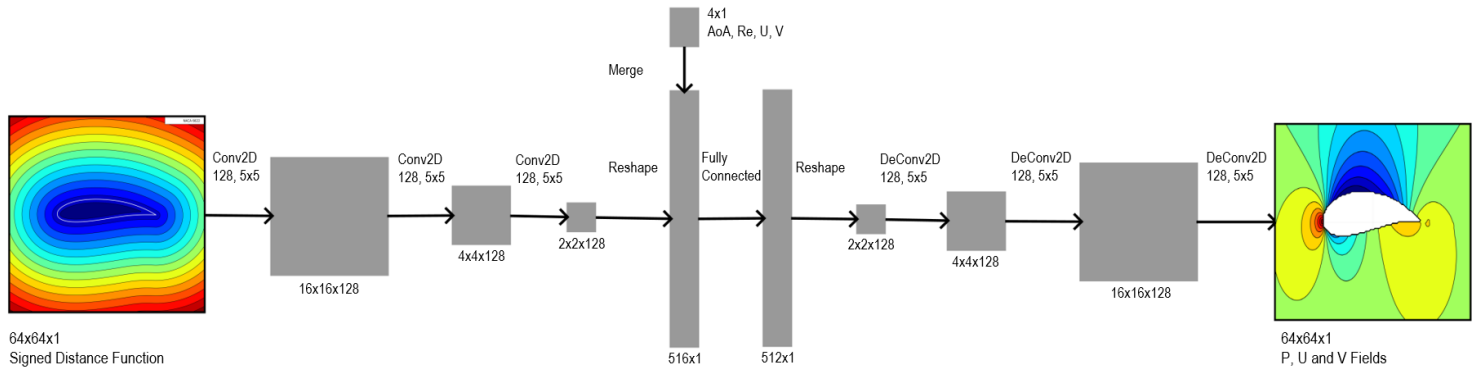 4x1
AoA, Re, U, V
Merge
Conv2D
128, 5x5
Conv2D
128, 5x5
Conv2D
128, 5x5
Reshape
Fully
Connected
Reshape
DeConv2D
128, 5x5
DeConv2D
128, 5x5
DeConv2D
128, 5x5
16x16x128
4x4x128
2x2x128
516x1
512x1
2x2x128
4x4x128
16x16x128
64x64x1
Signed Distance Function
64x64x1
P, U and V Fields